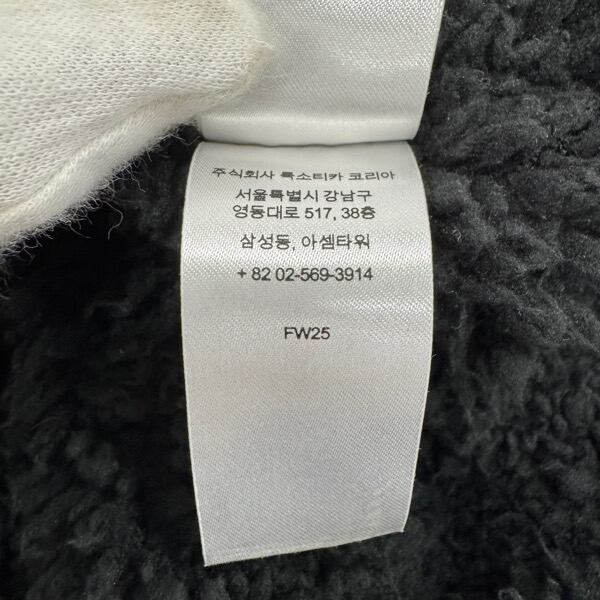 주식회사 룩소티카 코리아
서울특별시 강남구
영동대로 517, 38층
삼성동, 아셈타워
+ 82 02-569-3914
FW25